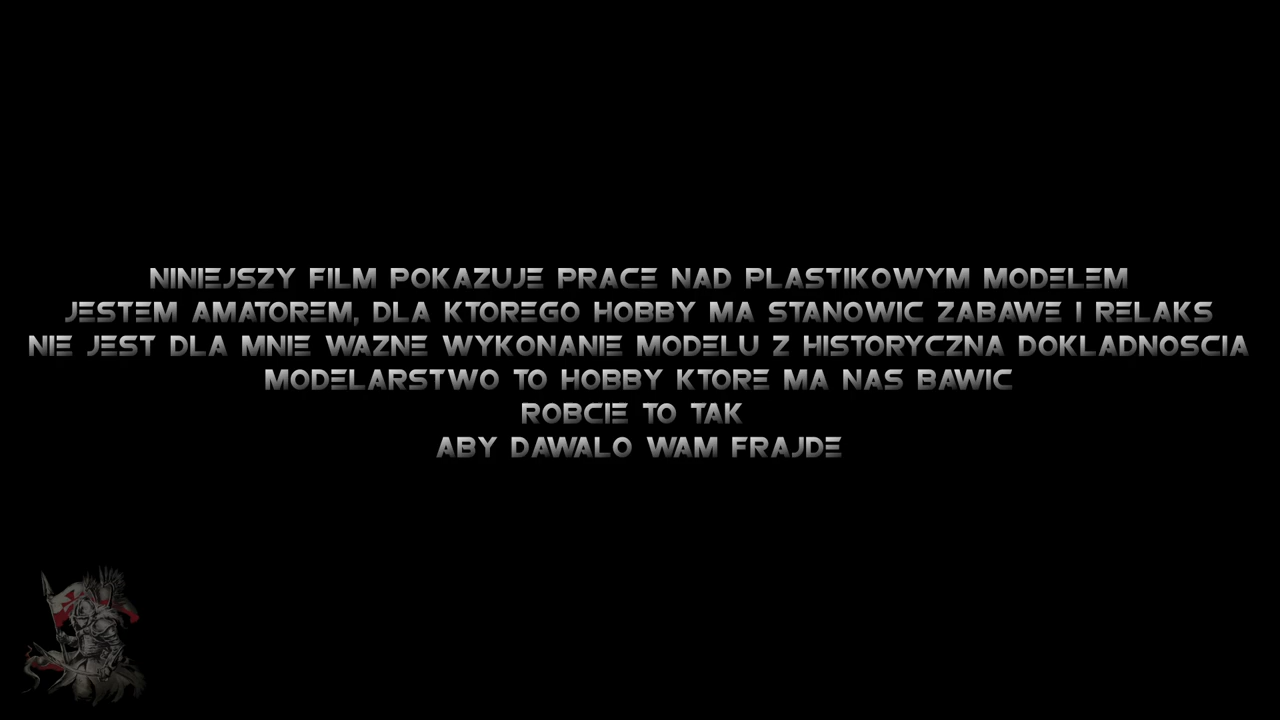 NINIEJSZY FILM POKAZUJE PRACE NAD PLASTIKOWYM MODELEM
JESTEM AMATOREM, DLA KTOREGO HOBBY MA STANOWIC ZABAWE I RELAKS
NIE JEST DLA MNIE WAZNE WYKONANIE MODELU Z HISTORYCZNA DOKLADNOSCIA
MODELARSTWO TO HOBBY KTORE MA NAS BAWIC
ROBCIE TO TAK
ABY DAWALO WAM FRAJDE